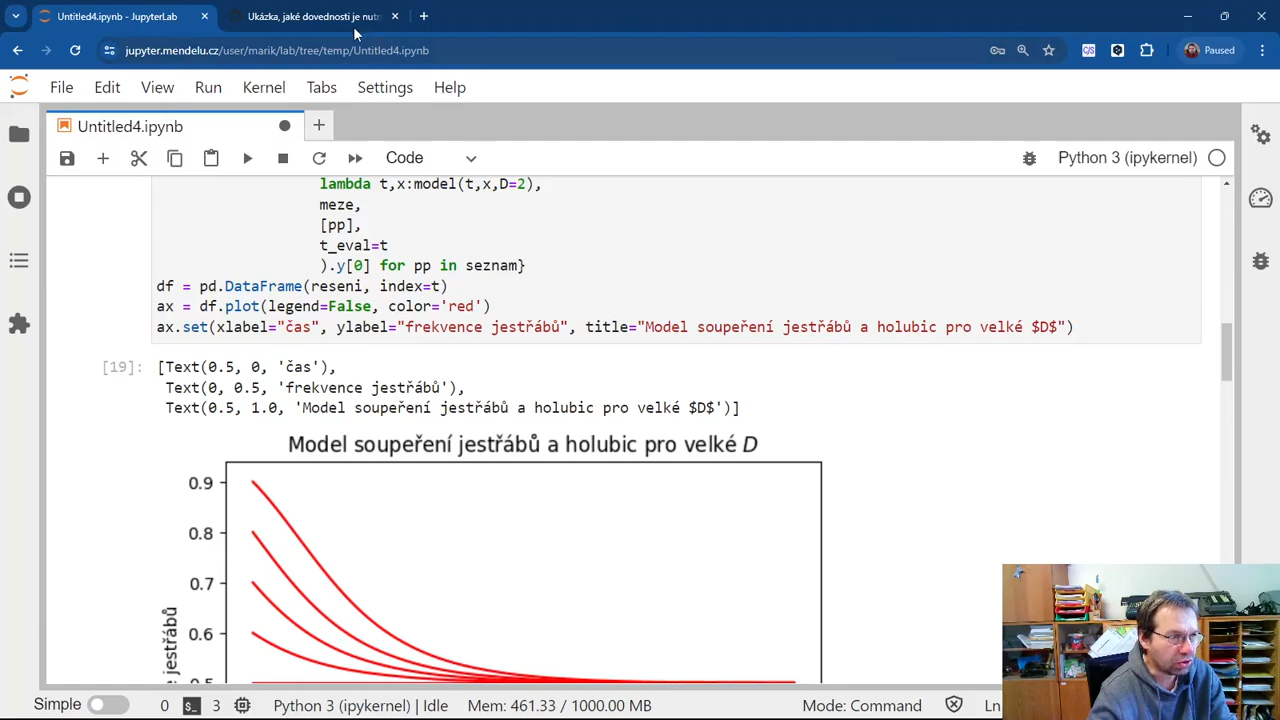 Untitled4.ipynb - JupyterLab
Ukázka, jaké dovednosti je nutr
jupyter.mendelu.cz/user/marik/lab/tree/temp/Untitled4.ipynb
Paused
File Edit View Run Kernel Tabs Settings Help
Untitled4.ipynb
Code
Python 3 (ipykernel)
lambda t,x:model(t,x,D=2),
meze,
[pp],
t_eval=t
).y[0] for pp in seznam}
df = pd.DataFrame(reseni, index=t)
ax = df.plot(legend=False, color='red')
ax.set(xlabel="čas", ylabel="frekvence jestřábů", title="Model soupeření jestřábů a holubic pro velké $D$")
[19]:
[Text(0.5, 0, 'čas'),
Text(0, 0.5, 'frekvence jestřábů'),
Text(0.5, 1.0, 'Model soupeření jestřábů a holubic pro velké $D$')]
Model soupeření jestřábů a holubic pro velké D
0.9
0.8
0.7
0.6
jestřábů
Simple
0
3
Python 3 (ipykernel) | Idle
Mem: 461.33 / 1000.00 MB
Mode: Command
Ln